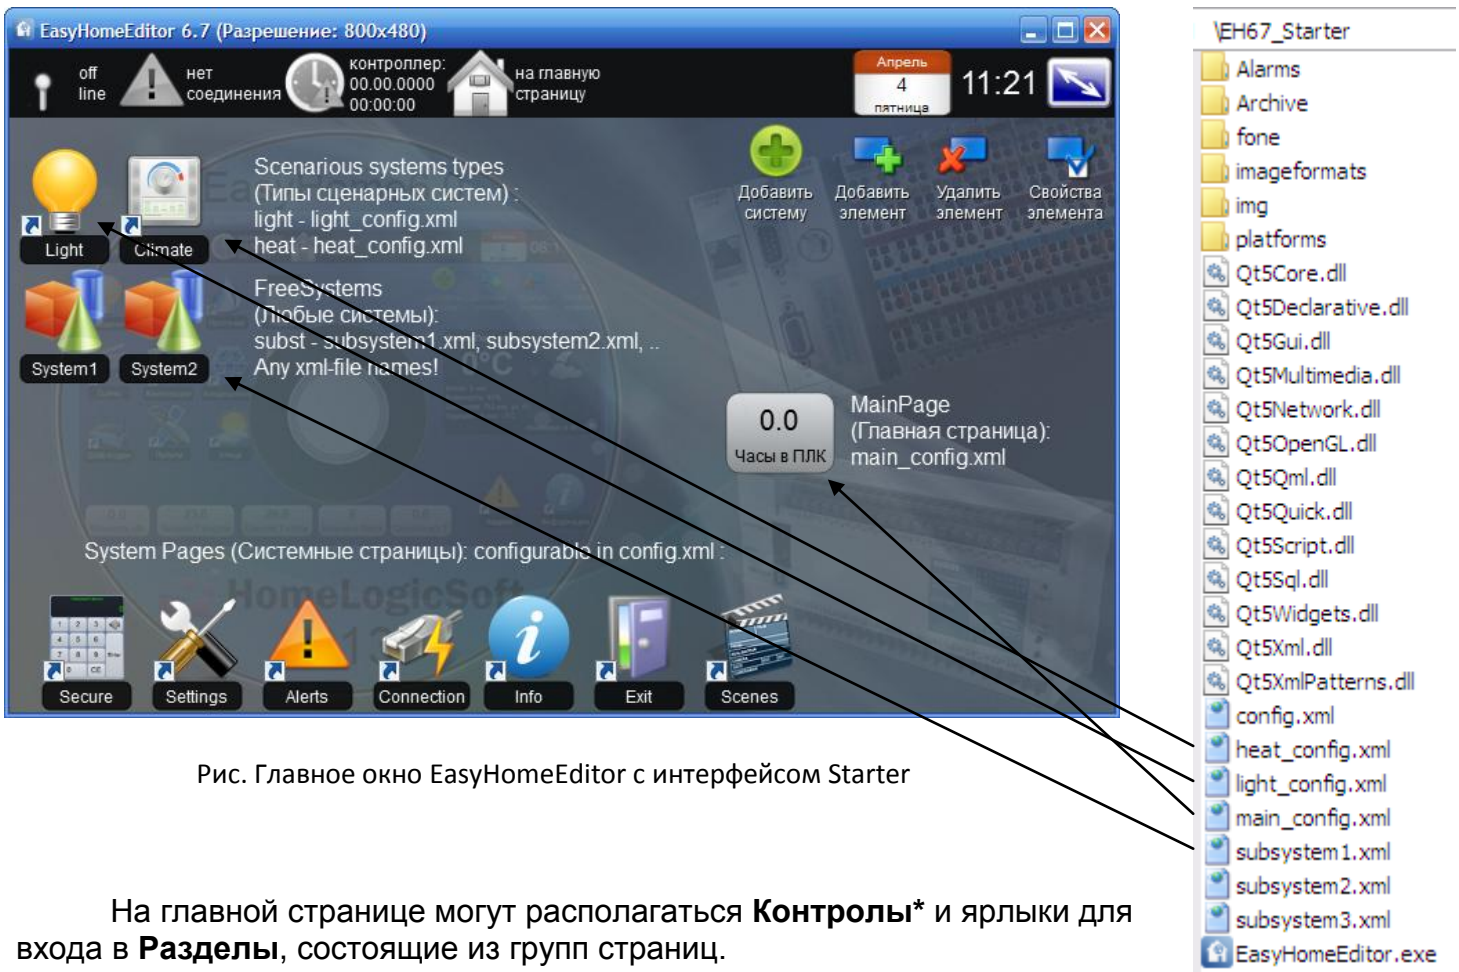 EasyHomeEditor 6.7 (Разрешение: 800x480)
off
line
нет
соединения
контроллер:
00.00.0000
00:00:00
на главную
страницу
Апрель
4
пятница
11:21
Scenarious systems types
(Типы сценарных систем) :
light - light_config.xml
heat - heat_config.xml
Light
Climate
Добавить
систему
Добавить
элемент
Удалить
элемент
Свойства
элемента
FreeSystems
(Любые системы):
subst - subsystem1.xml, subsystem2.xml, ..
Any xml-file names!
System1
System2
0.0
Часы в ПЛК
MainPage
(Главная страница):
main_config.xml
System Pages (Системные страницы): configurable in config.xml :
HomeLogicSoft
Secure
Settings
Alerts
Connection
Info
Exit
Scenes
Рис. Главное окно EasyHomeEditor с интерфейсом Starter
На главной странице могут располагаться Контролы* и ярлыки для
входа в Разделы, состоящие из групп страниц.
\EH67_Starter
Alarms
Archive
fone
imageformats
img
platforms
Qt5Core.dll
Qt5Declarative.dll
Qt5Gui.dll
Qt5Multimedia.dll
Qt5Network.dll
Qt5OpenGL.dll
Qt5Qml.dll
Qt5Quick.dll
Qt5Script.dll
Qt5Sql.dll
Qt5Widgets.dll
Qt5Xml.dll
Qt5XmlPatterns.dll
config.xml
heat_config.xml
light_config.xml
main_config.xml
subsystem1.xml
subsystem2.xml
subsystem3.xml
EasyHomeEditor.exe